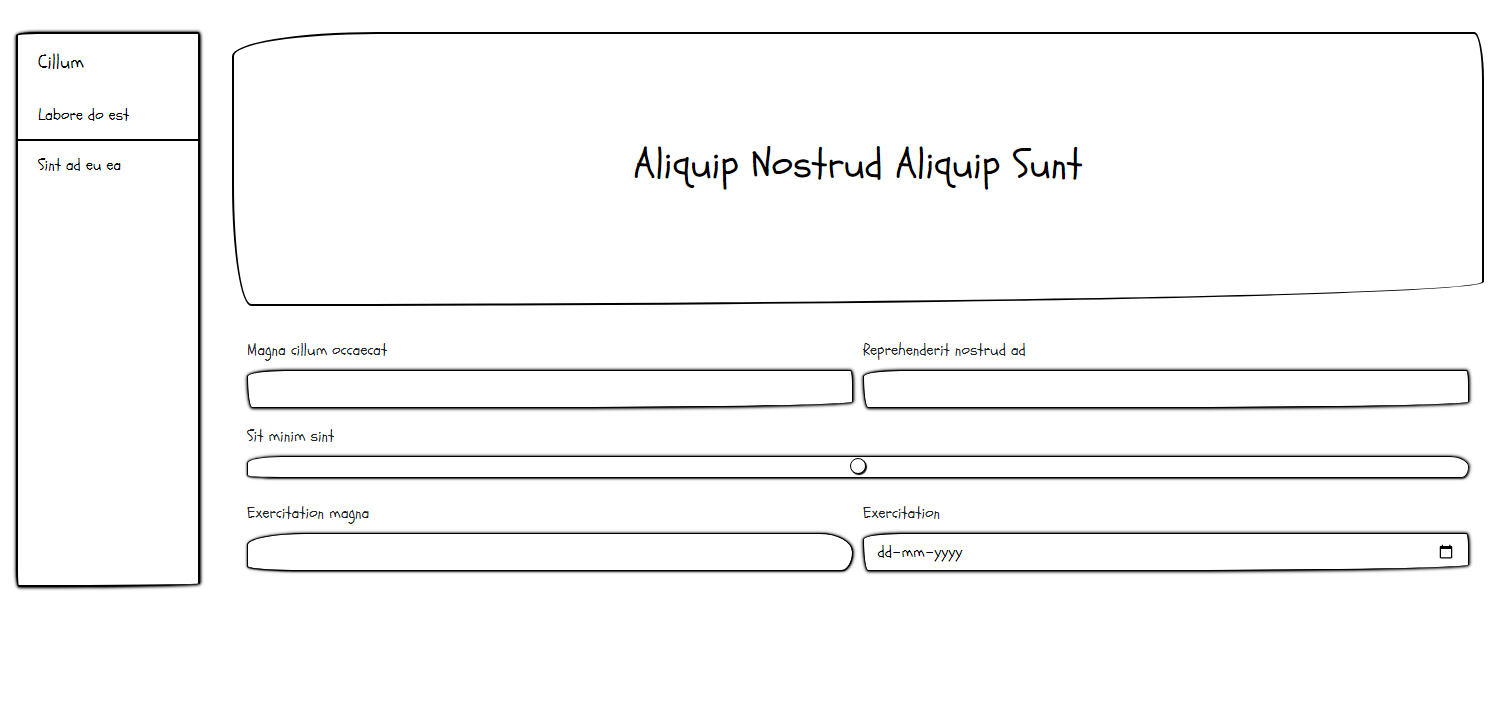 Cillum
Labore do est
Sint ad eu ea
Aliquip Nostrud Aliquip Sunt
Magna cillum occaecat
Reprehenderit nostrud ad
Sit minim sint
Exercitation magna
Exercitation
dd-mm-yyyy